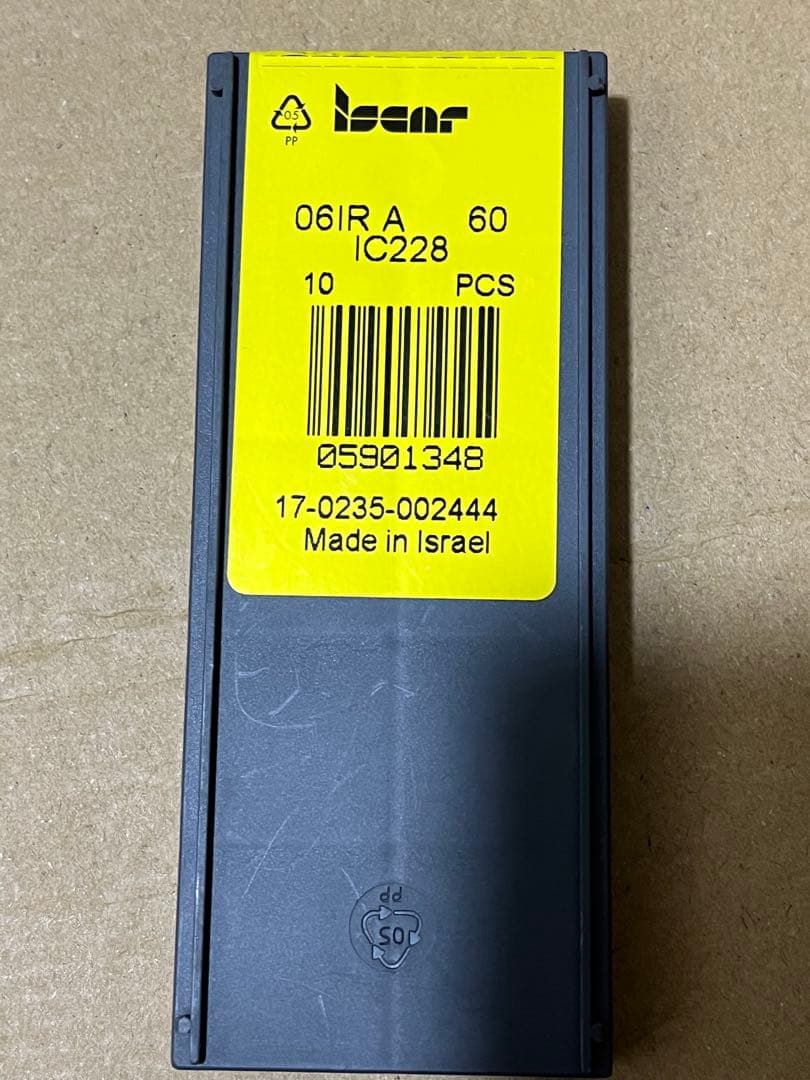 05
PP
Iscar
06IR A 60
IC228
10 PCS
05901348
17-0235-002444
Made in Israel
PP
05